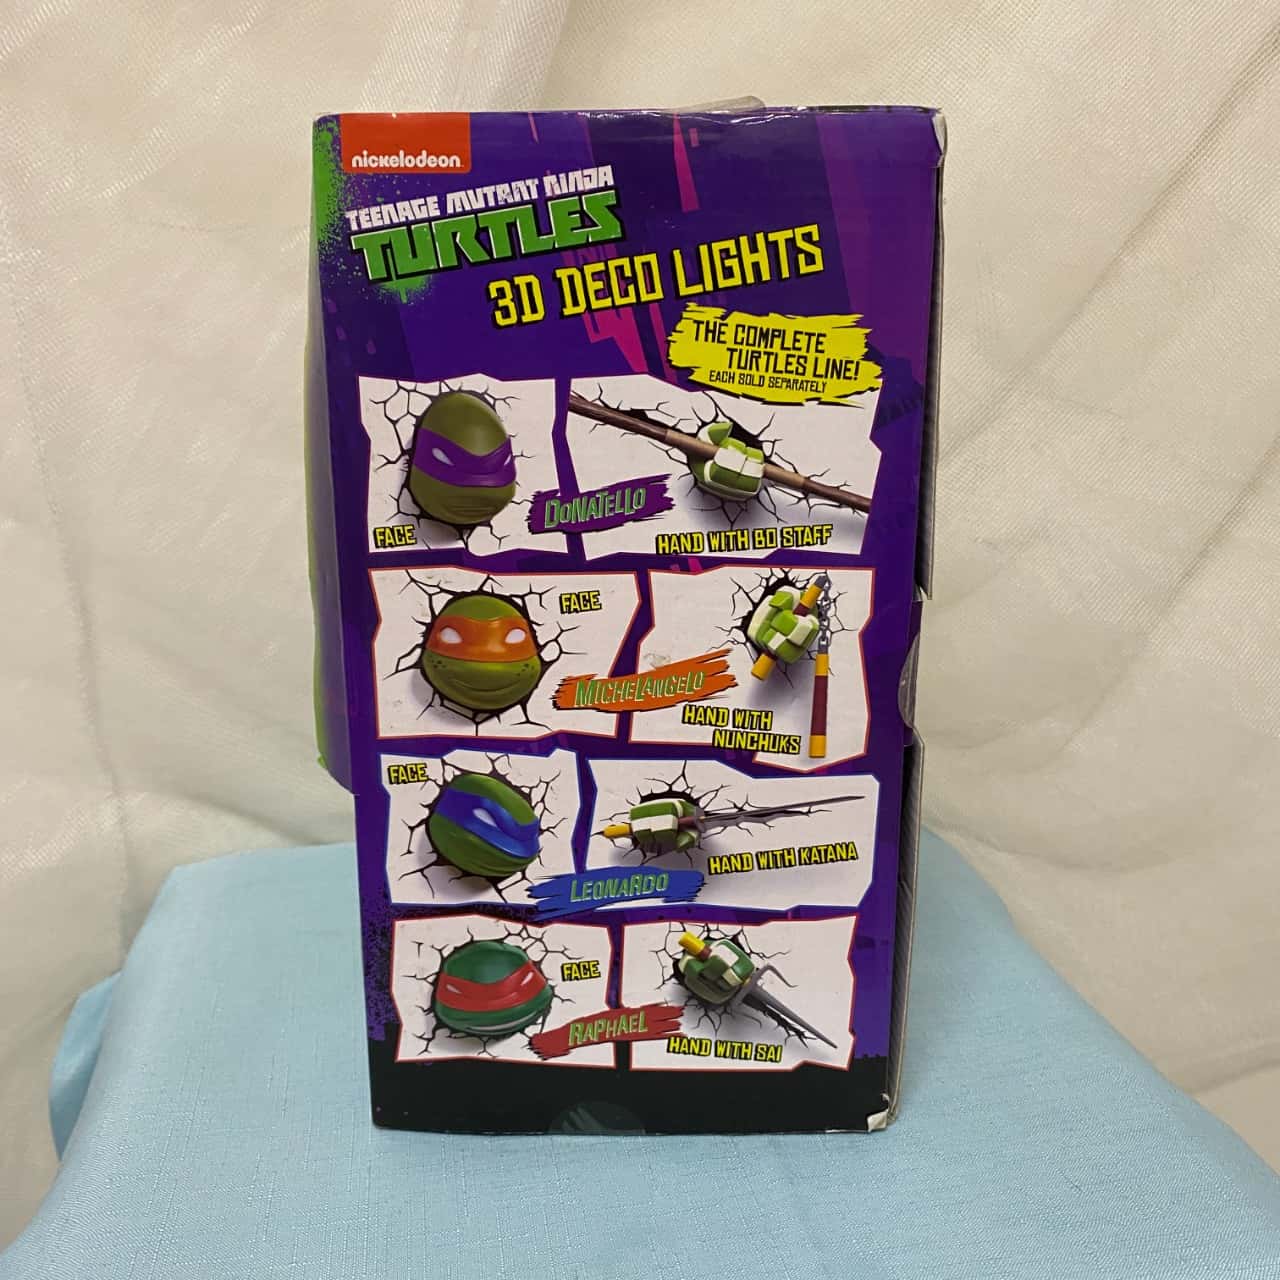 nickelodeon
TEENAGE MUTANT NINJA
TURTLES
3D DECO LIGHTS
THE COMPLETE
TURTLES LINE!
EACH SOLD SEPARATELY
FACE
DONATELLO
HAND WITH BO STAFF
FACE
MICHELANGELO
HAND WITH
NUNCHUKS
FACE
LEONARDO
HAND WITH KATANA
FACE
RAPHAEL
HAND WITH SAI